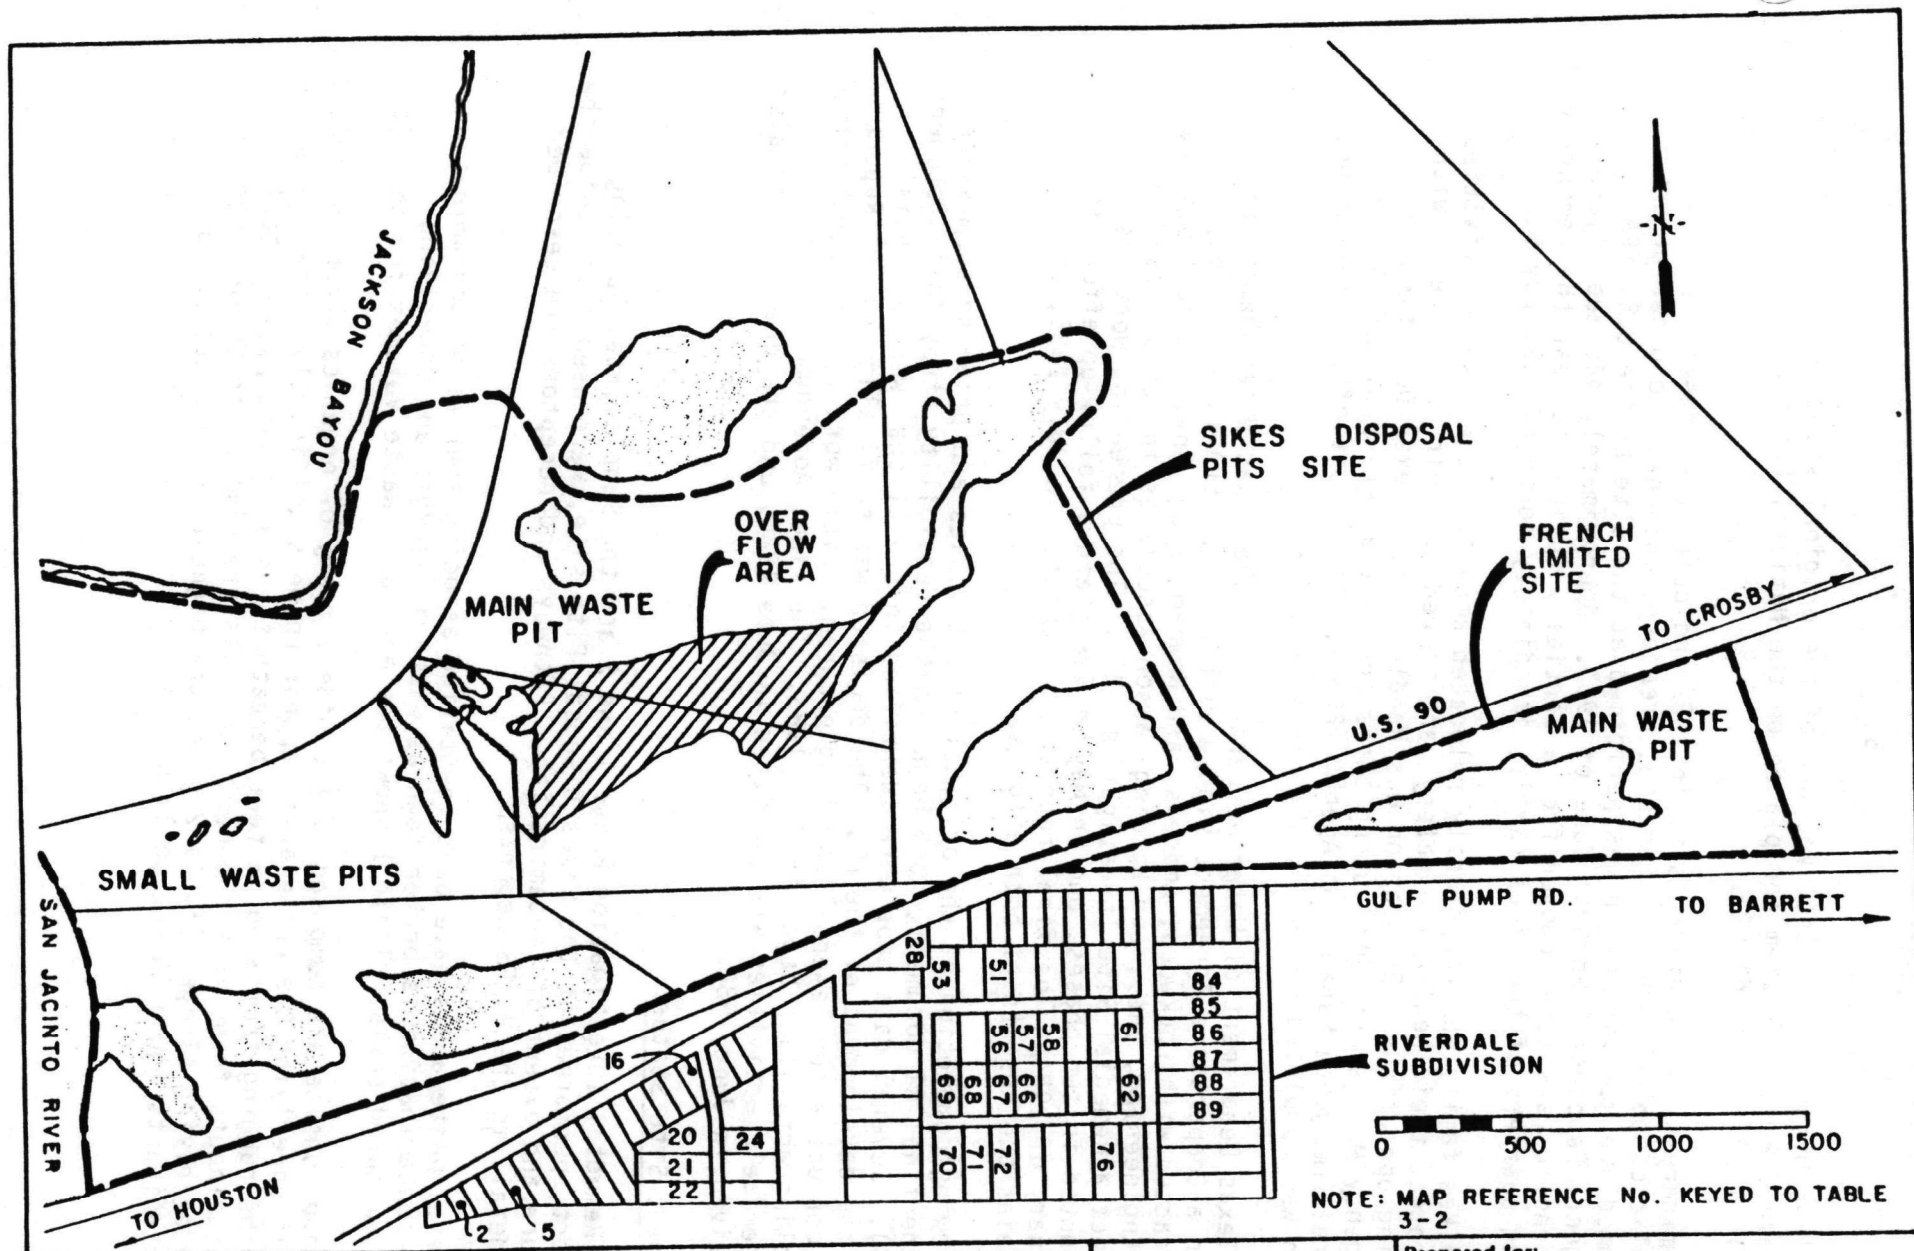 N
JACKSON BAYOU
SIKES DISPOSAL
PITS SITE
OVER
FLOW
AREA
FRENCH
LIMITED
SITE
MAIN WASTE
PIT
TO CROSBY
U.S. 90
MAIN WASTE
PIT
SMALL WASTE PITS
GULF PUMP RD.
TO BARRETT
SAN JACINTO RIVER
28
53
51
84
85
86
87
88
89
56
57
58
61
69
68
67
66
62
70
71
72
76
16
20
21
22
24
1
2
5
RIVERDALE
SUBDIVISION
0 500 1000 1500
TO HOUSTON
NOTE: MAP REFERENCE No. KEYED TO TABLE
3-2
Prepared for: